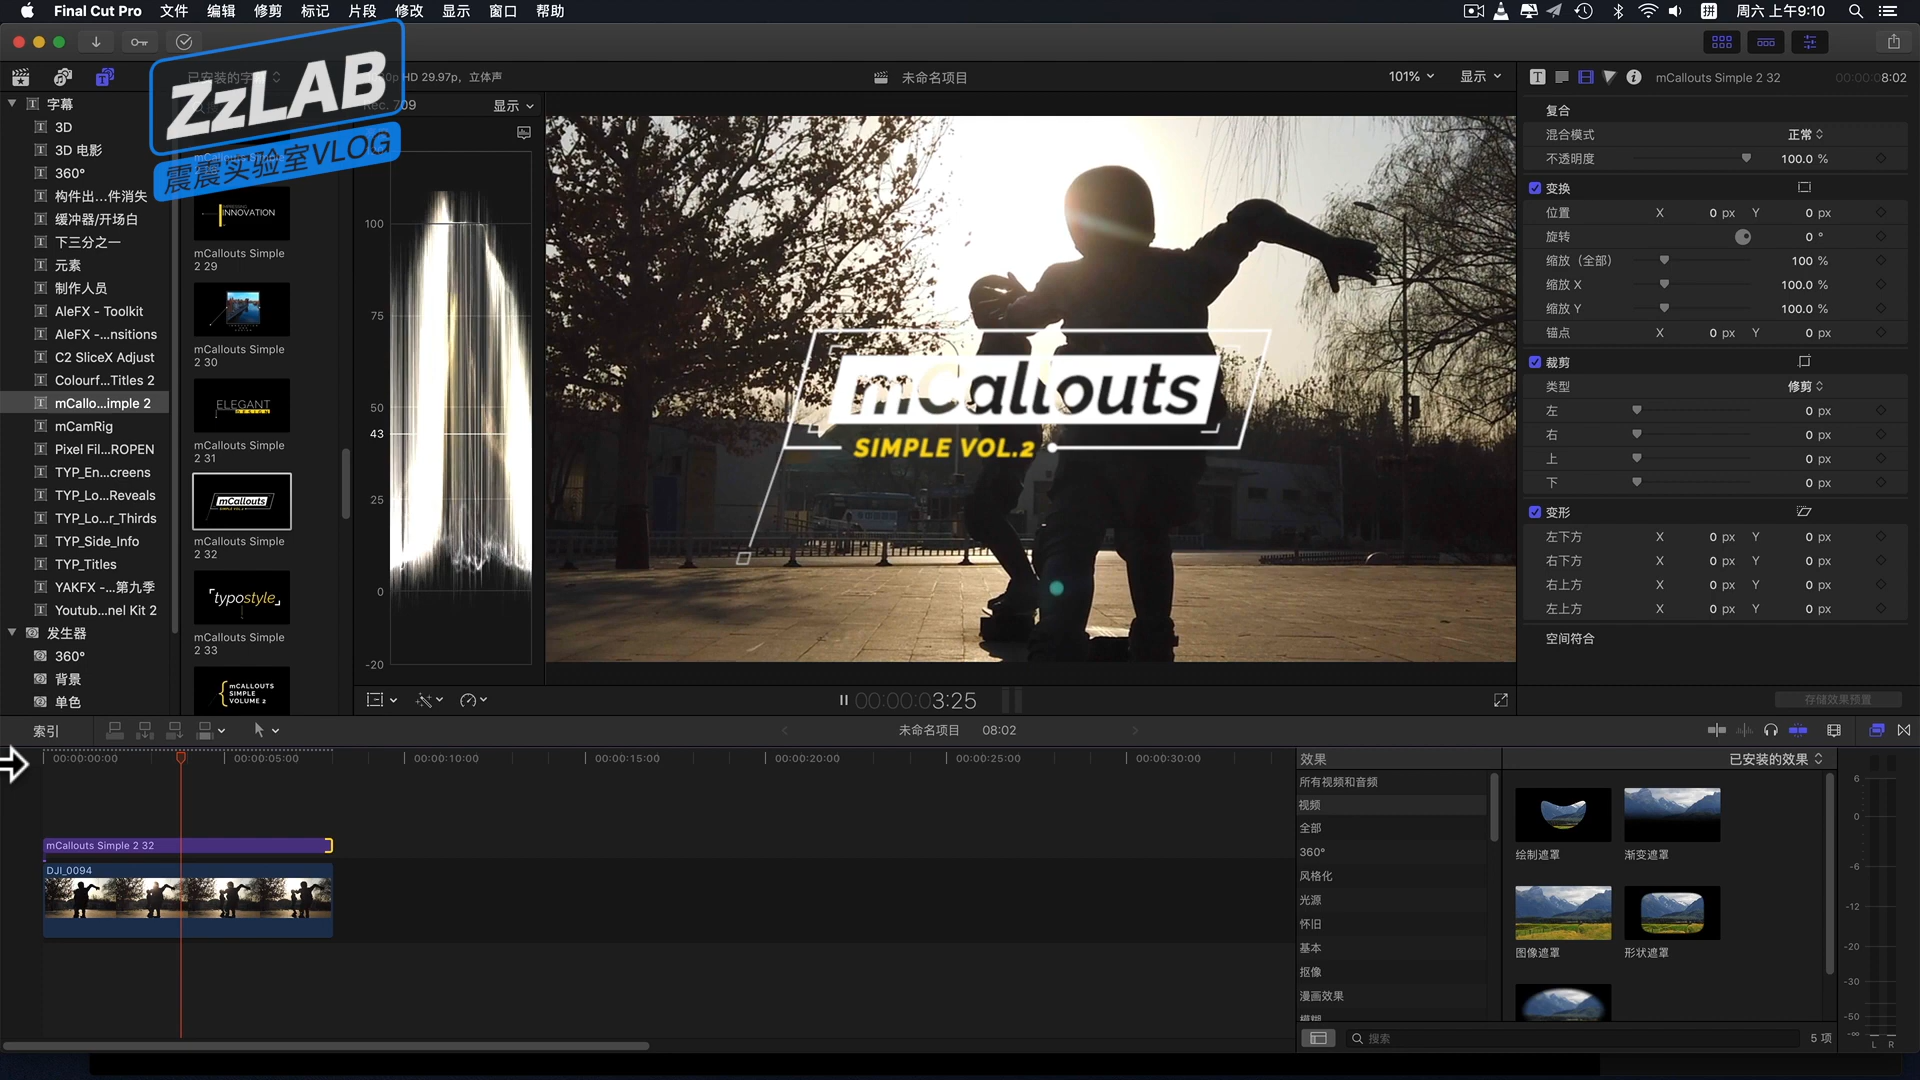 Final Cut Pro 文件 编辑 修剪 标记 片段 修改 显示 窗口 帮助
拼 周六 上午9:10
ZzLAB
震震实验室VLOG
HD 29.97p, 立体声
未命名项目
101%
显示
mCallouts Simple 2 32
00:00:08:02
字幕
3D
3D 电影
360°
构件出…件消失
缓冲器/开场白
下三分之一
元素
制作人员
AleFX - Toolkit
AleFX -...nsitions
C2 SliceX Adjust
Colourf...Titles 2
mCallo...imple 2
mCamRig
Pixel Fil...ROPEN
TYP_En...creens
TYP_Lo...Reveals
TYP_Lo...r_Thirds
TYP_Side_Info
TYP_Titles
YAKFX -...第九季
Youtub...nel Kit 2
发生器
360°
背景
单色
INNOVATION
mCallouts Simple
2 29
mCallouts Simple
2 30
ELEGANT
DESIGN
mCallouts Simple
2 31
mCallouts
SIMPLE VOL.2
mCallouts Simple
2 32
typostyle
mCallouts Simple
2 33
mCALLOUTS
SIMPLE
VOLUME 2
Rec. 709
显示
100
75
50
43
25
0
-20
mCallouts
SIMPLE VOL.2
00:00:00:03:25
复合
混合模式 正常
不透明度 100.0 %
变换
位置 X 0 px Y 0 px
旋转 0 °
缩放（全部） 100 %
缩放 X 100.0 %
缩放 Y 100.0 %
锚点 X 0 px Y 0 px
裁剪
类型 修剪
左 0 px
右 0 px
上 0 px
下 0 px
变形
左下方 X 0 px Y 0 px
右下方 X 0 px Y 0 px
右上方 X 0 px Y 0 px
左上方 X 0 px Y 0 px
空间符合
存储效果预置
索引
未命名项目 08:02
00:00:00:00
00:00:05:00
00:00:10:00
00:00:15:00
00:00:20:00
00:00:25:00
00:00:30:00
mCallouts Simple 2 32
DJI_0094
效果
已安装的效果
所有视频和音频
视频
全部
360°
风格化
光源
怀旧
基本
抠像
漫画效果
模糊
绘制遮罩
渐变遮罩
图像遮罩
形状遮罩
搜索
5 项
6
0
-6
-12
-20
-30
-50
-∞
L R